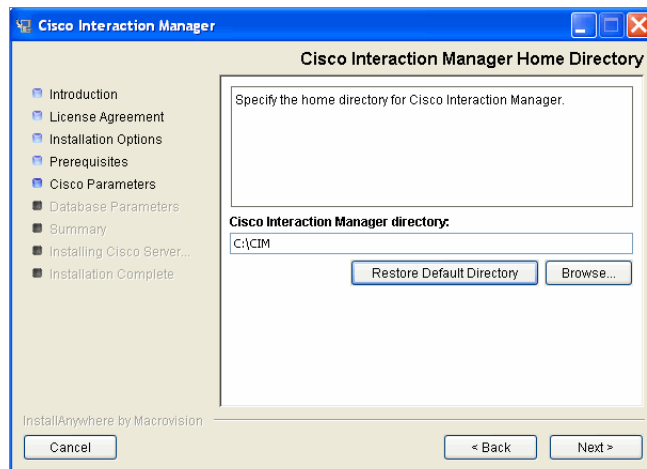 Cisco Interaction Manager
Cisco Interaction Manager Home Directory
Introduction
License Agreement
Installation Options
Prerequisites
Cisco Parameters
Database Parameters
Summary
Installing Cisco Server...
Installation Complete
Specify the home directory for Cisco Interaction Manager.
Cisco Interaction Manager directory:
C:\CIM
Restore Default Directory
Browse...
InstallAnywhere by Macrovision
Cancel
< Back
Next >